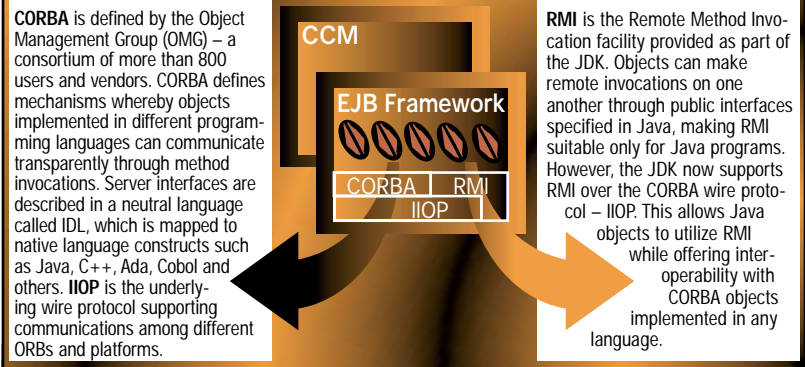 CORBA is defined by the Object
Management Group (OMG) – a
consortium of more than 800
users and vendors. CORBA defines
mechanisms whereby objects
implemented in different program-
ming languages can communicate
transparently through method
invocations. Server interfaces are
described in a neutral language
called IDL, which is mapped to
native language constructs such
as Java, C++, Ada, Cobol and
others. IIOP is the underly-
ing wire protocol supporting
communications among different
ORBs and platforms.
CCM
EJB Framework
CORBA RMI
IIOP
RMI is the Remote Method Invo-
cation facility provided as part of
the JDK. Objects can make
remote invocations on one
another through public interfaces
specified in Java, making RMI
suitable only for Java programs.
However, the JDK now supports
RMI over the CORBA wire proto-
col – IIOP. This allows Java
objects to utilize RMI
while offering inter-
operability with
CORBA objects
implemented in any
language.